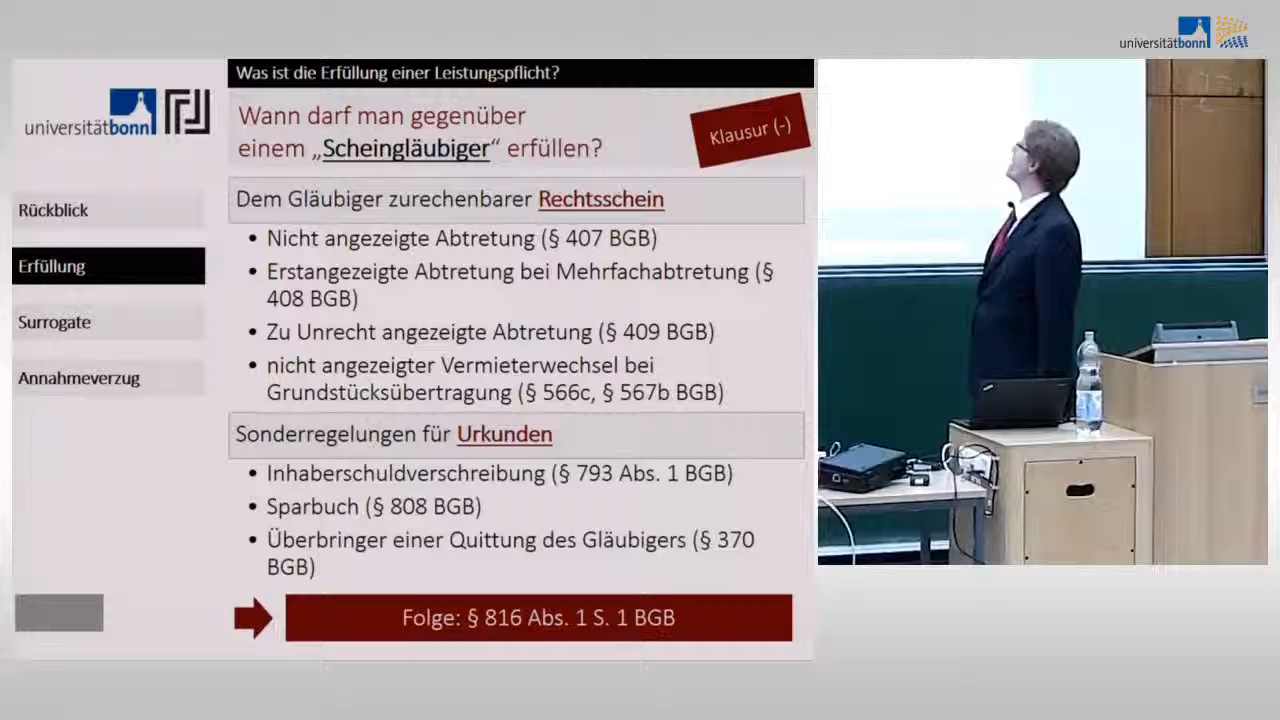 universitätbonn
Was ist die Erfüllung einer Leistungspflicht?
universitätbonn
Wann darf man gegenüber
einem „Scheingläubiger“ erfüllen?
Klausur (-)
Rückblick
Erfüllung
Surrogate
Annahmeverzug
Dem Gläubiger zurechenbarer Rechtsschein
• Nicht angezeigte Abtretung (§ 407 BGB)
• Erstangezeigte Abtretung bei Mehrfachabtretung (§
408 BGB)
• Zu Unrecht angezeigte Abtretung (§ 409 BGB)
• nicht angezeigter Vermieterwechsel bei
Grundstücksübertragung (§ 566c, § 567b BGB)
Sonderregelungen für Urkunden
• Inhaberschuldverschreibung (§ 793 Abs. 1 BGB)
• Sparbuch (§ 808 BGB)
• Überbringer einer Quittung des Gläubigers (§ 370
BGB)
Folge: § 816 Abs. 1 S. 1 BGB